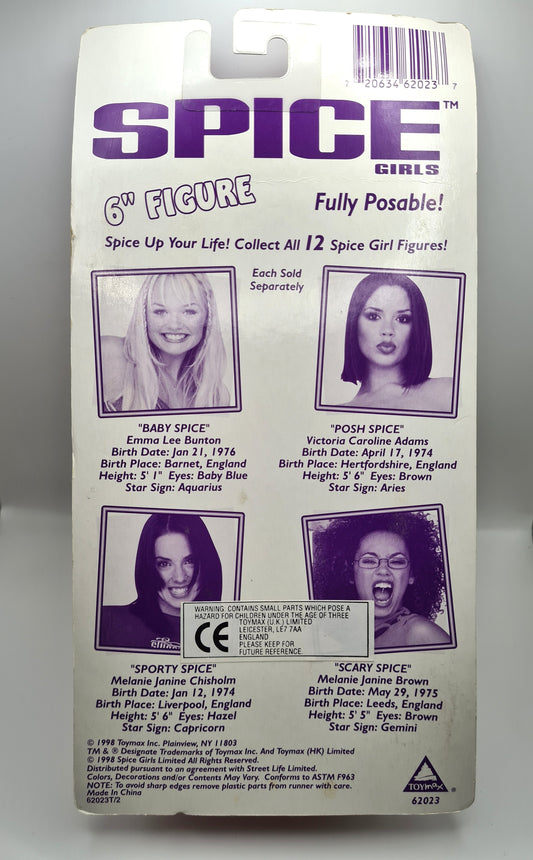 7 20634 62023 7
SPICE™
GIRLS
6" FIGURE
Fully Posable!
Spice Up Your Life! Collect All 12 Spice Girl Figures!
Each Sold
Separately
"BABY SPICE"
Emma Lee Bunton
Birth Date: Jan 21, 1976
Birth Place: Barnet, England
Height: 5' 1" Eyes: Baby Blue
Star Sign: Aquarius
"POSH SPICE"
Victoria Caroline Adams
Birth Date: April 17, 1974
Birth Place: Hertfordshire, England
Height: 5' 6" Eyes: Brown
Star Sign: Aries
WARNING: CONTAINS SMALL PARTS WHICH POSE A
HAZARD FOR CHILDREN UNDER THE AGE OF THREE
TOYMAX (U.K.) LIMITED
LEICESTER, LE7 7AA
ENGLAND
PLEASE KEEP FOR
FUTURE REFERENCE.
CE
"SPORTY SPICE"
Melanie Janine Chisholm
Birth Date: Jan 12, 1974
Birth Place: Liverpool, England
Height: 5' 6" Eyes: Hazel
Star Sign: Capricorn
"SCARY SPICE"
Melanie Janine Brown
Birth Date: May 29, 1975
Birth Place: Leeds, England
Height: 5' 5" Eyes: Brown
Star Sign: Gemini
© 1998 Toymax Inc. Plainview, NY 11803
TM & ® Designate Trademarks of Toymax Inc. And Toymax (HK) Limited
© 1998 Spice Girls Limited All Rights Reserved.
Distributed pursuant to an agreement with Street Life Limited.
Colors, Decorations and/or Contents May Vary. Conforms to ASTM F963
NOTE: To avoid sharp edges remove plastic parts from runner with care.
Made In China
62023T/2
TOYmax®
62023